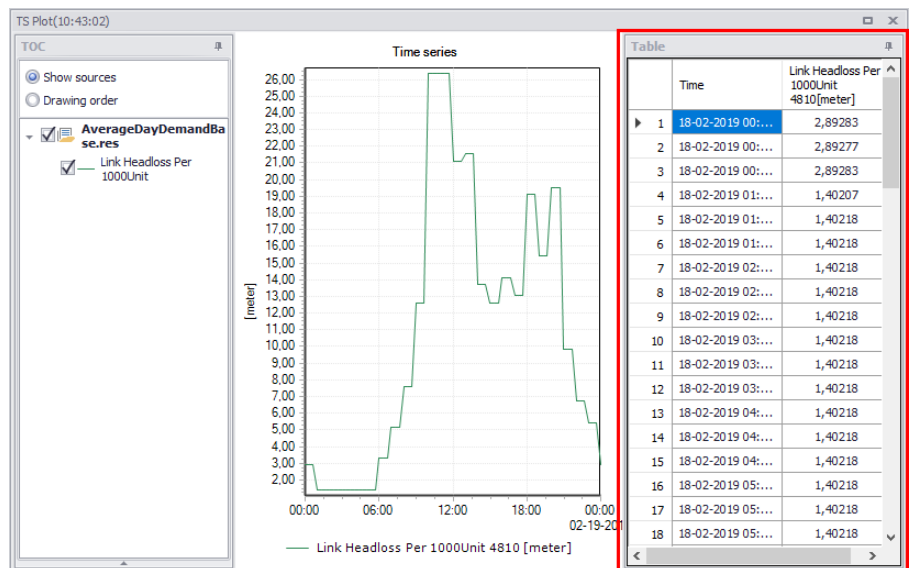 TS Plot(10:43:02)
TOC
Show sources
Drawing order
AverageDayDemandBa
se.res
Link Headloss Per
1000Unit
Time series
26,00
25,00
24,00
23,00
22,00
21,00
20,00
19,00
18,00
17,00
16,00
15,00
14,00
13,00
12,00
11,00
10,00
9,00
8,00
7,00
6,00
5,00
4,00
3,00
2,00
[meter]
00:00 06:00 12:00 18:00 00:00
02-19-201
Link Headloss Per 1000Unit 4810 [meter]
Table
Time Link Headloss Per
1000Unit
4810[meter]
1 18-02-2019 00:... 2,89283
2 18-02-2019 00:... 2,89277
3 18-02-2019 00:... 2,89283
4 18-02-2019 01:... 1,40207
5 18-02-2019 01:... 1,40218
6 18-02-2019 01:... 1,40218
7 18-02-2019 02:... 1,40218
8 18-02-2019 02:... 1,40218
9 18-02-2019 02:... 1,40218
10 18-02-2019 03:... 1,40218
11 18-02-2019 03:... 1,40218
12 18-02-2019 03:... 1,40218
13 18-02-2019 04:... 1,40218
14 18-02-2019 04:... 1,40218
15 18-02-2019 04:... 1,40218
16 18-02-2019 05:... 1,40218
17 18-02-2019 05:... 1,40218
18 18-02-2019 05:... 1,40218